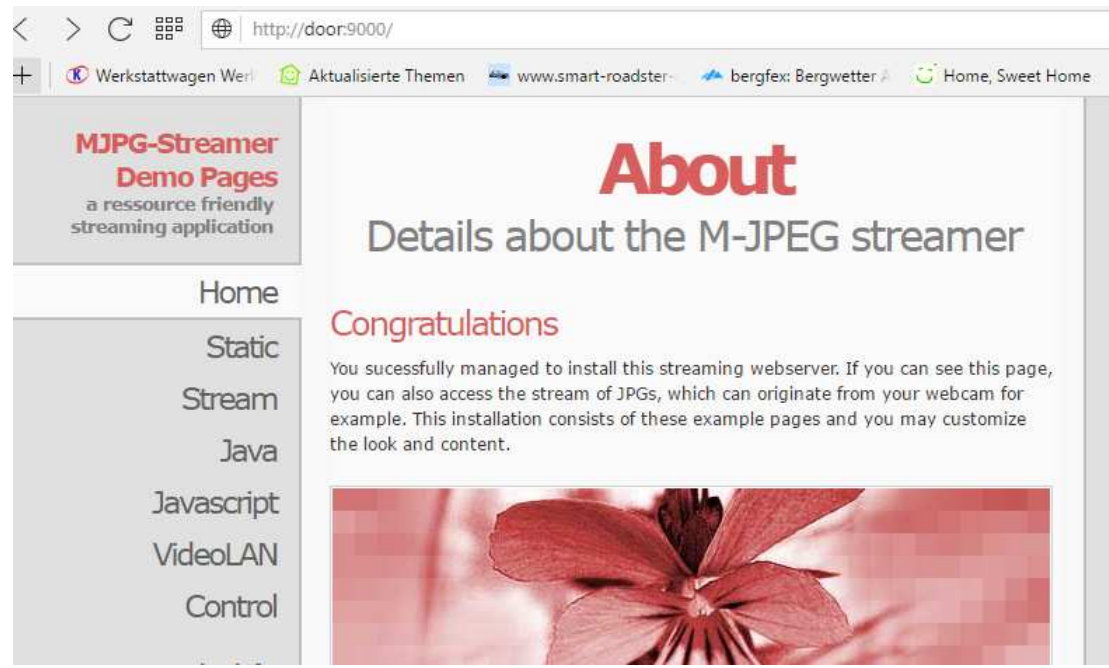 http://door:9000/
Werkstattwagen Werk
Aktualisierte Themen
www.smart-roadster-
bergfex: Bergwetter A
Home, Sweet Home
MJPG-Streamer
Demo Pages
a ressource friendly
streaming application
Home
Static
Stream
Java
Javascript
VideoLAN
Control
About
Details about the M-JPEG streamer
Congratulations
You sucessfully managed to install this streaming webserver. If you can see this page,
you can also access the stream of JPGs, which can originate from your webcam for
example. This installation consists of these example pages and you may customize
the look and content.